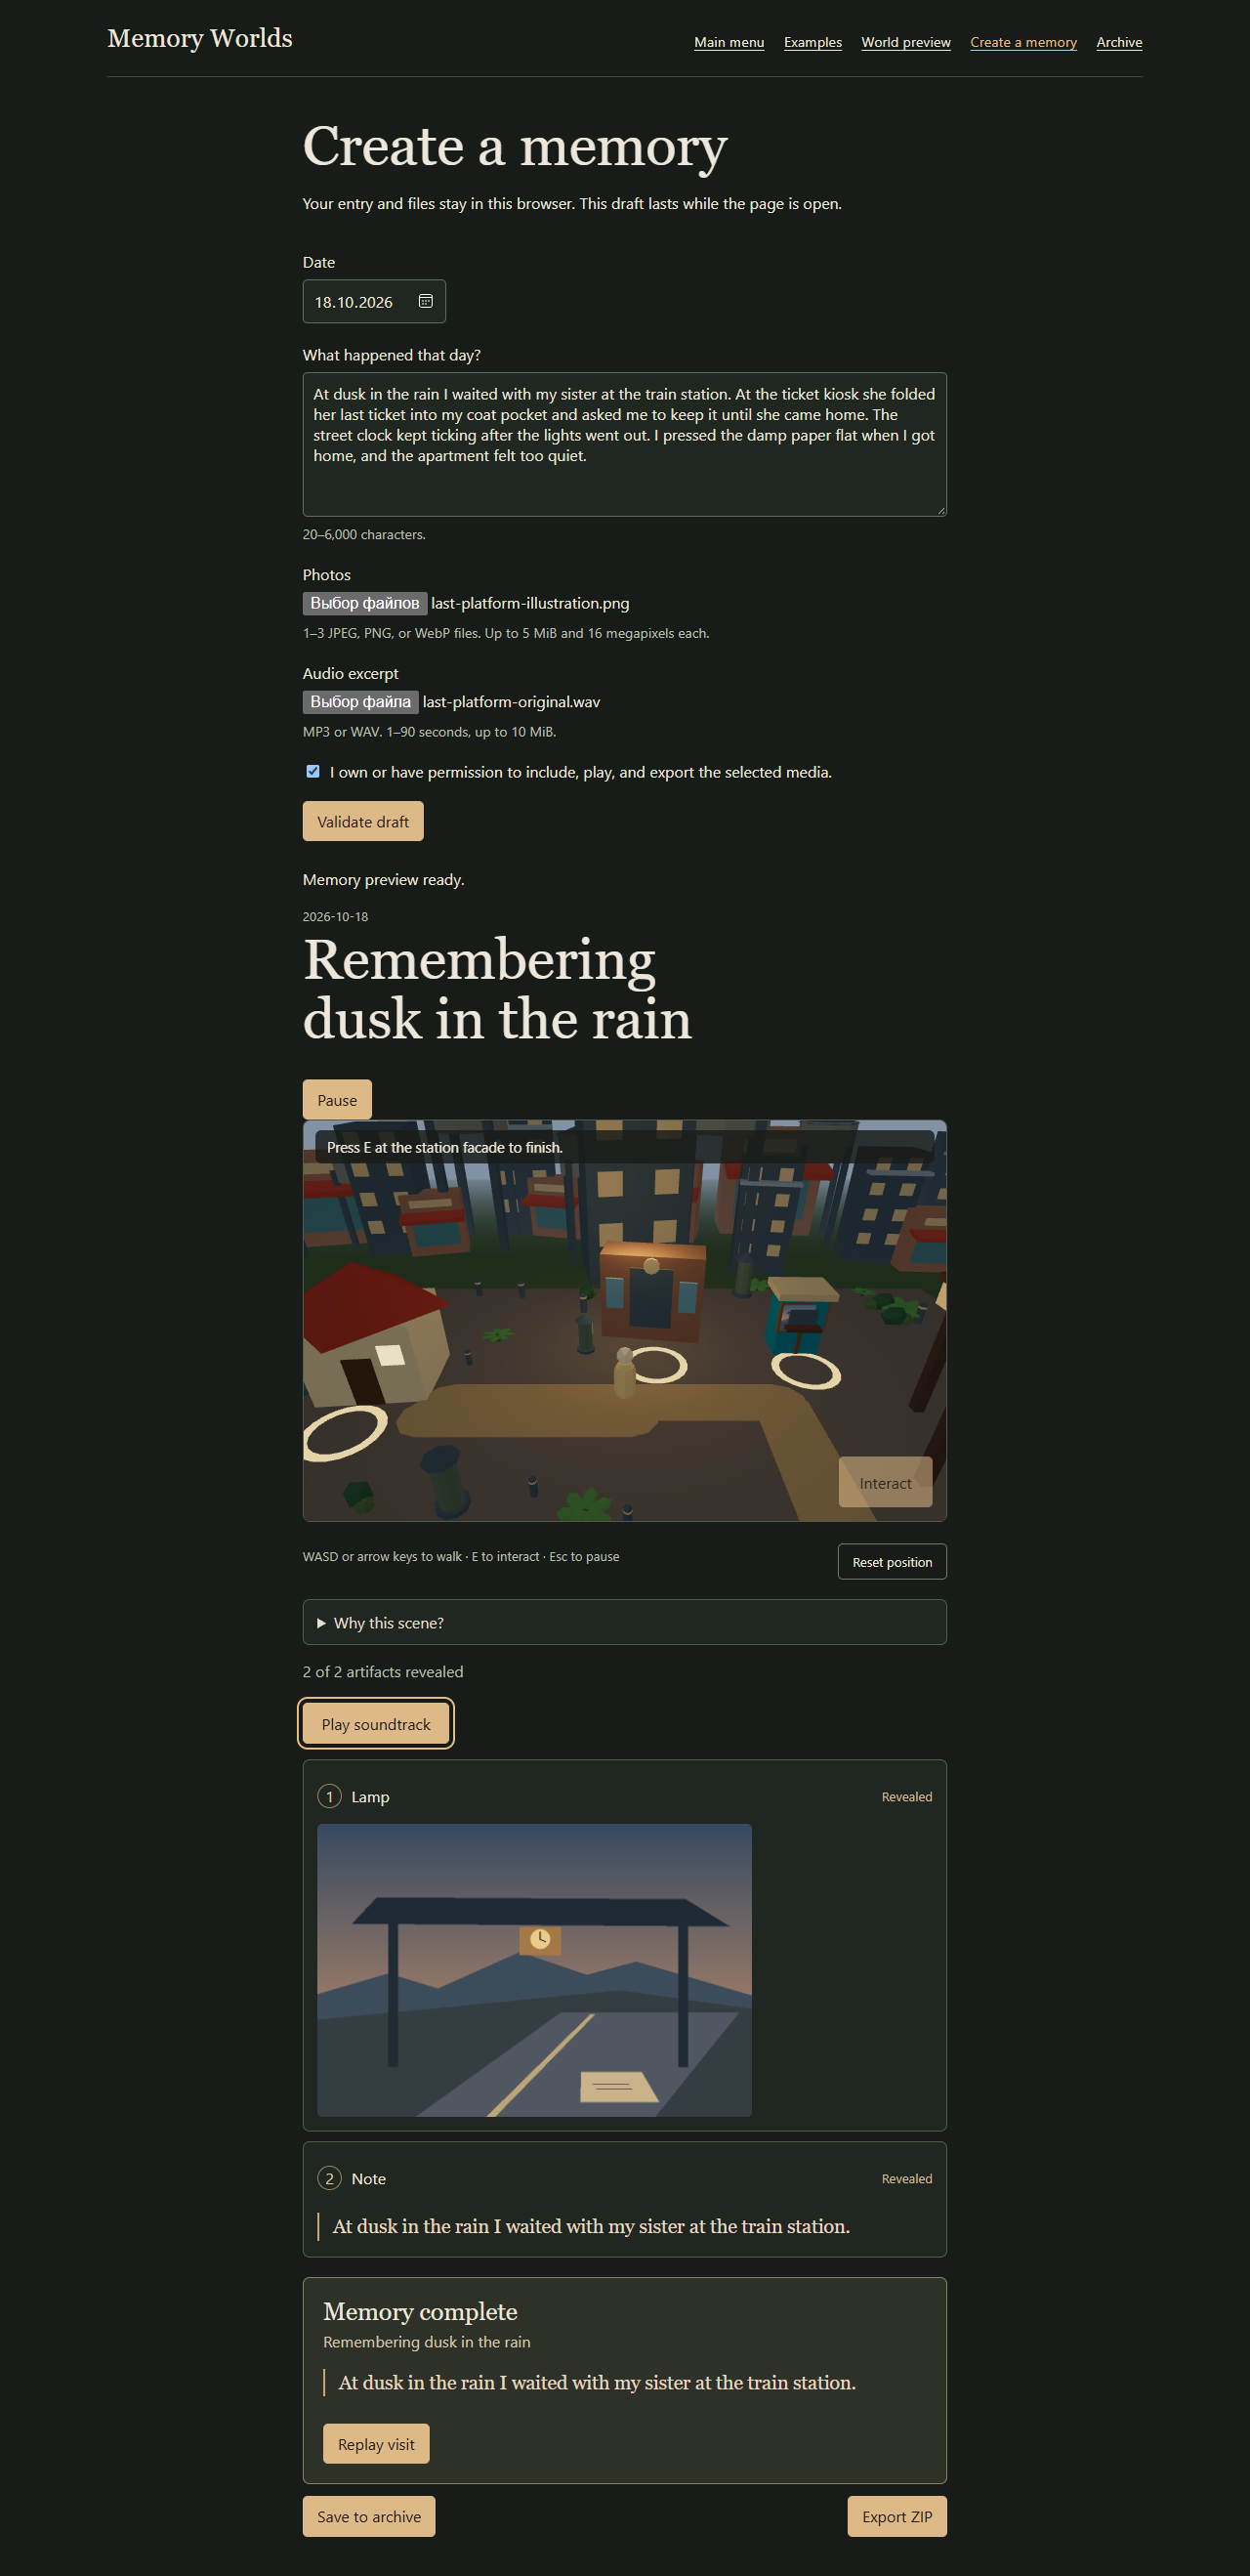 Memory Worlds
Main menu Examples World preview Create a memory Archive
Create a memory
Your entry and files stay in this browser. This draft lasts while the page is open.
Date
18.10.2026
What happened that day?
At dusk in the rain I waited with my sister at the train station. At the ticket kiosk she folded
her last ticket into my coat pocket and asked me to keep it until she came home. The
street clock kept ticking after the lights went out. I pressed the damp paper flat when I got
home, and the apartment felt too quiet.
20–6,000 characters.
Photos
Выбор файлов last-platform-illustration.png
1–3 JPEG, PNG, or WebP files. Up to 5 MiB and 16 megapixels each.
Audio excerpt
Выбор файла last-platform-original.wav
MP3 or WAV. 1–90 seconds, up to 10 MiB.
I own or have permission to include, play, and export the selected media.
Validate draft
Memory preview ready.
2026-10-18
Remembering
dusk in the rain
Pause
Press E at the station facade to finish.
Interact
WASD or arrow keys to walk · E to interact · Esc to pause
Reset position
Why this scene?
2 of 2 artifacts revealed
Play soundtrack
1 Lamp Revealed
2 Note Revealed
At dusk in the rain I waited with my sister at the train station.
Memory complete
Remembering dusk in the rain
At dusk in the rain I waited with my sister at the train station.
Replay visit
Save to archive Export ZIP